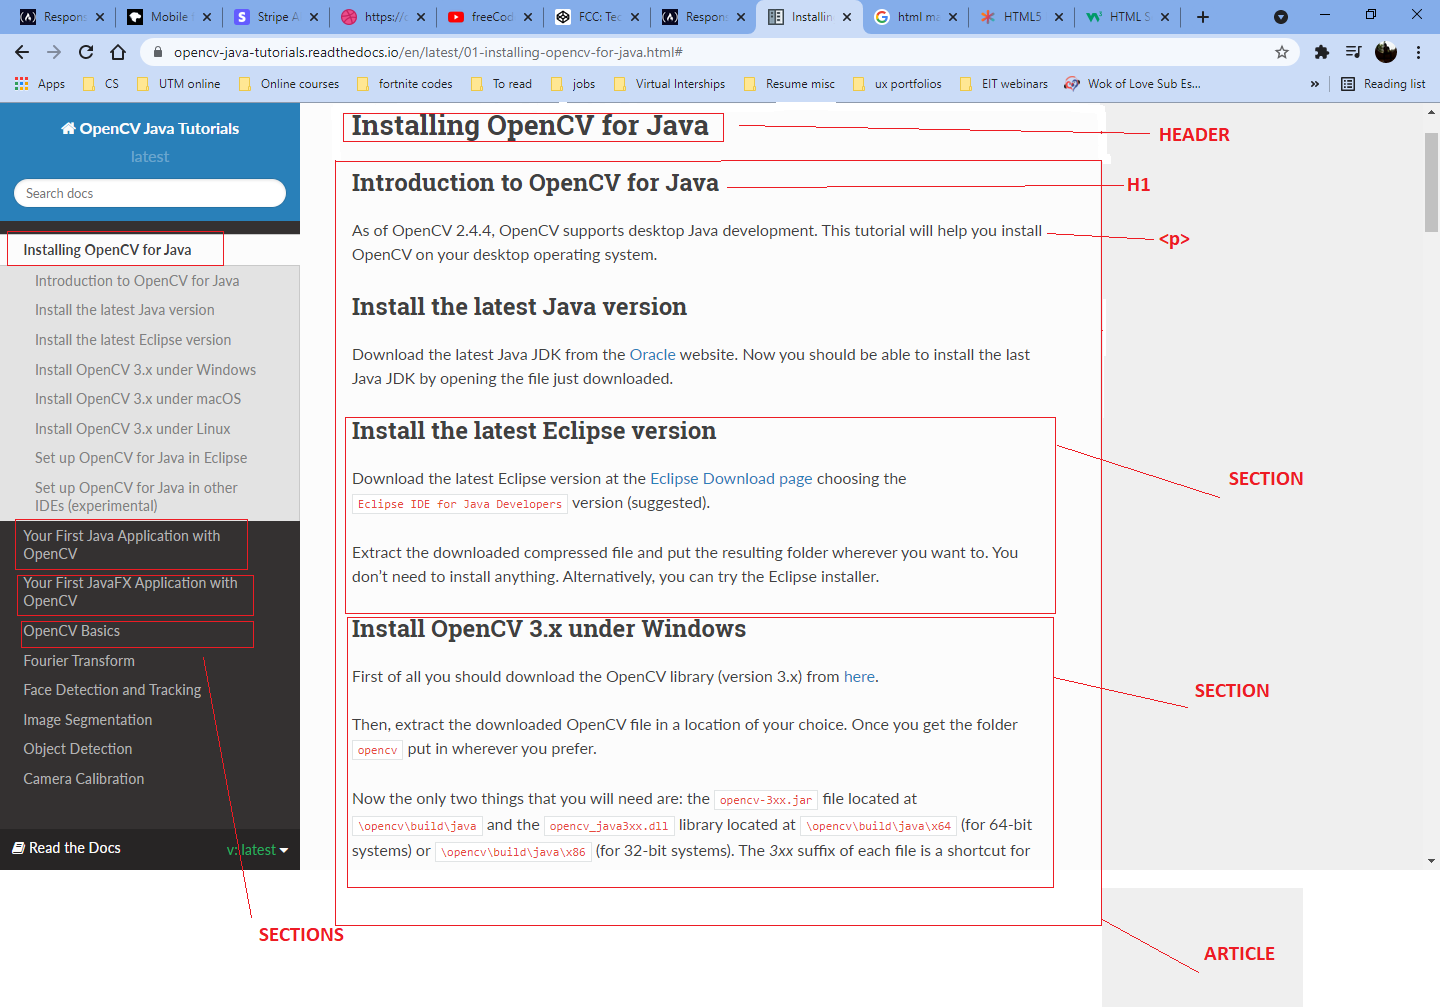 Respons
Mobile
Stripe A
https://
freeCod
FCC: Tec
Respons
Installin
html ma
HTML5
HTML S
opencv-java-tutorials.readthedocs.io/en/latest/01-installing-opencv-for-java.html#
Apps
CS
UTM online
Online courses
fortnite codes
To read
jobs
Virtual Interships
Resume misc
ux portfolios
EIT webinars
Wok of Love Sub Es...
»
Reading list
OpenCV Java Tutorials
latest
Search docs
Installing OpenCV for Java
Introduction to OpenCV for Java
Install the latest Java version
Install the latest Eclipse version
Install OpenCV 3.x under Windows
Install OpenCV 3.x under macOS
Install OpenCV 3.x under Linux
Set up OpenCV for Java in Eclipse
Set up OpenCV for Java in other
IDEs (experimental)
Your First Java Application with
OpenCV
Your First JavaFX Application with
OpenCV
OpenCV Basics
Fourier Transform
Face Detection and Tracking
Image Segmentation
Object Detection
Camera Calibration
Read the Docs
v: latest
SECTIONS
Installing OpenCV for Java
HEADER
Introduction to OpenCV for Java
H1
As of OpenCV 2.4.4, OpenCV supports desktop Java development. This tutorial will help you install
<p>
OpenCV on your desktop operating system.
Install the latest Java version
Download the latest Java JDK from the Oracle website. Now you should be able to install the last
Java JDK by opening the file just downloaded.
Install the latest Eclipse version
Download the latest Eclipse version at the Eclipse Download page choosing the
SECTION
Eclipse IDE for Java Developers version (suggested).
Extract the downloaded compressed file and put the resulting folder wherever you want to. You
don't need to install anything. Alternatively, you can try the Eclipse installer.
Install OpenCV 3.x under Windows
First of all you should download the OpenCV library (version 3.x) from here.
SECTION
Then, extract the downloaded OpenCV file in a location of your choice. Once you get the folder
opencv put in wherever you prefer.
Now the only two things that you will need are: the opencv-3xx.jar file located at
\opencv\build\java and the opencv_java3xx.dll library located at \opencv\build\java\x64 (for 64-bit
systems) or \opencv\build\java\x86 (for 32-bit systems). The 3xx suffix of each file is a shortcut for
ARTICLE